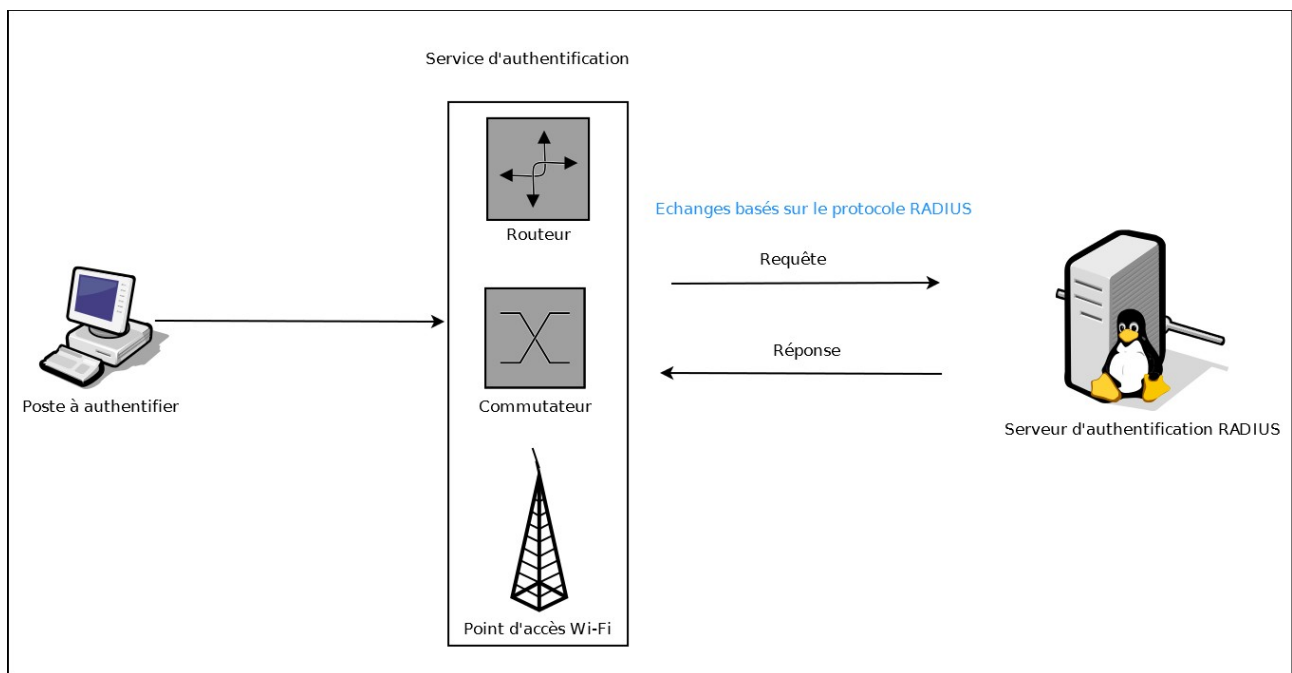 Service d'authentification
Routeur
Echanges basés sur le protocole RADIUS
Requête
Réponse
Poste à authentifier
Commutateur
Serveur d'authentification RADIUS
Point d'accès Wi-Fi